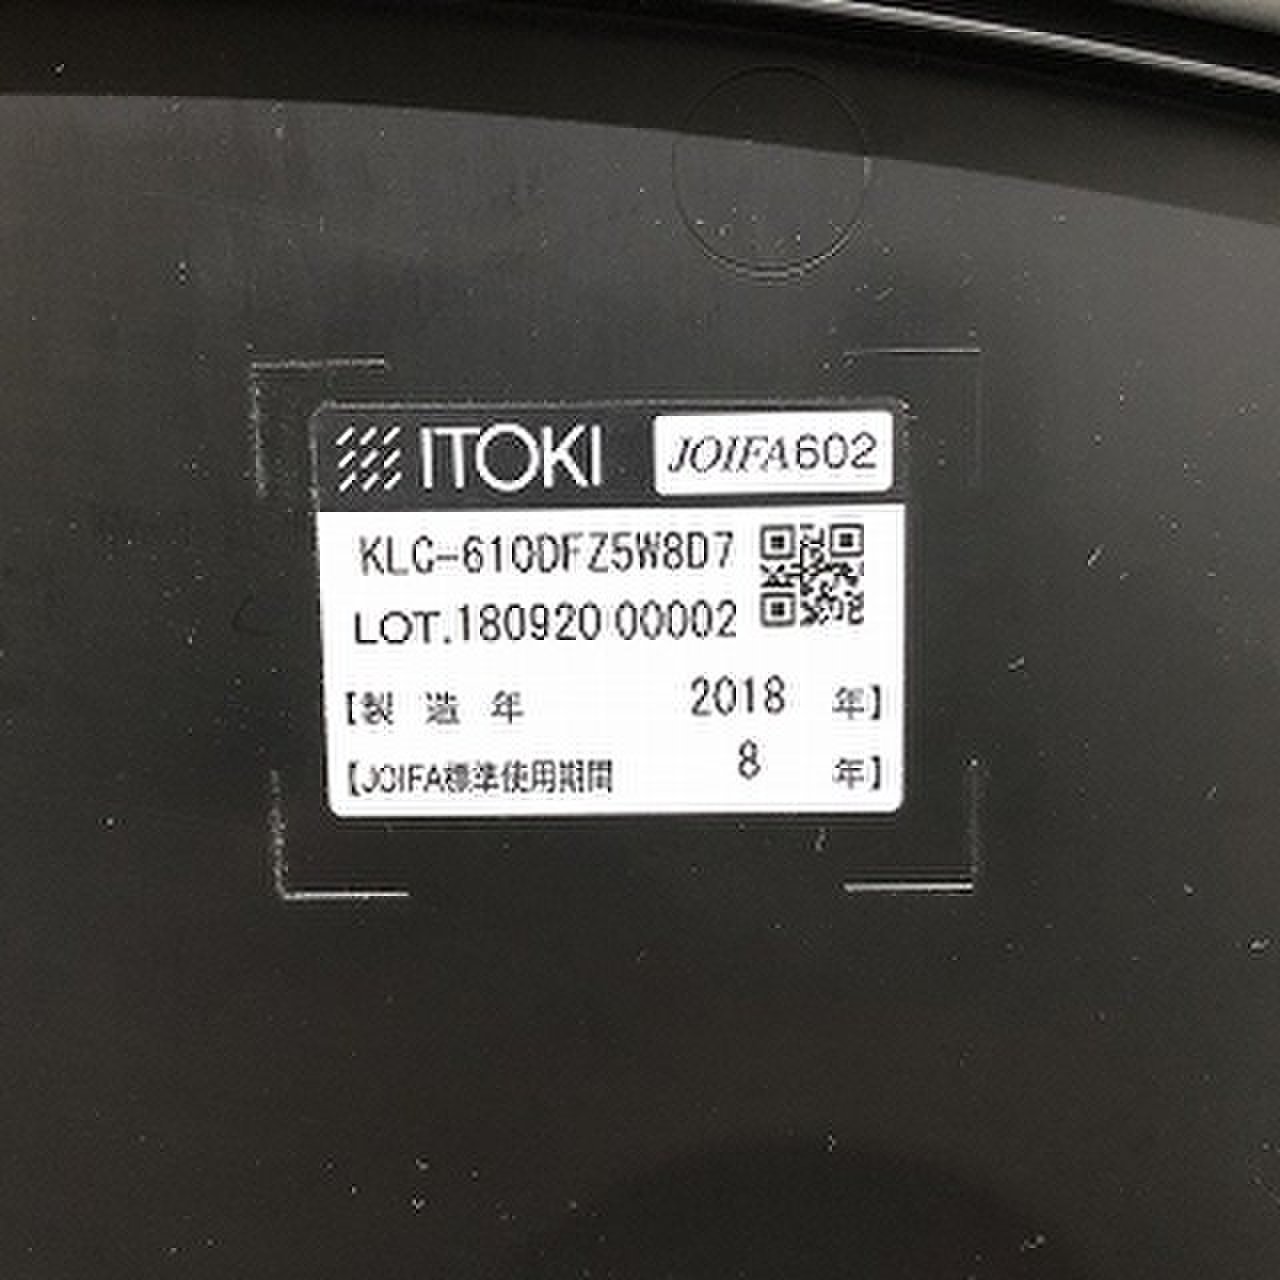 ITOKI JOIFA602
KLC-610DFZ5W8D7
LOT.180920 00002
【製 造 年 2018 年】
【JOIFA標準使用期間 8 年】